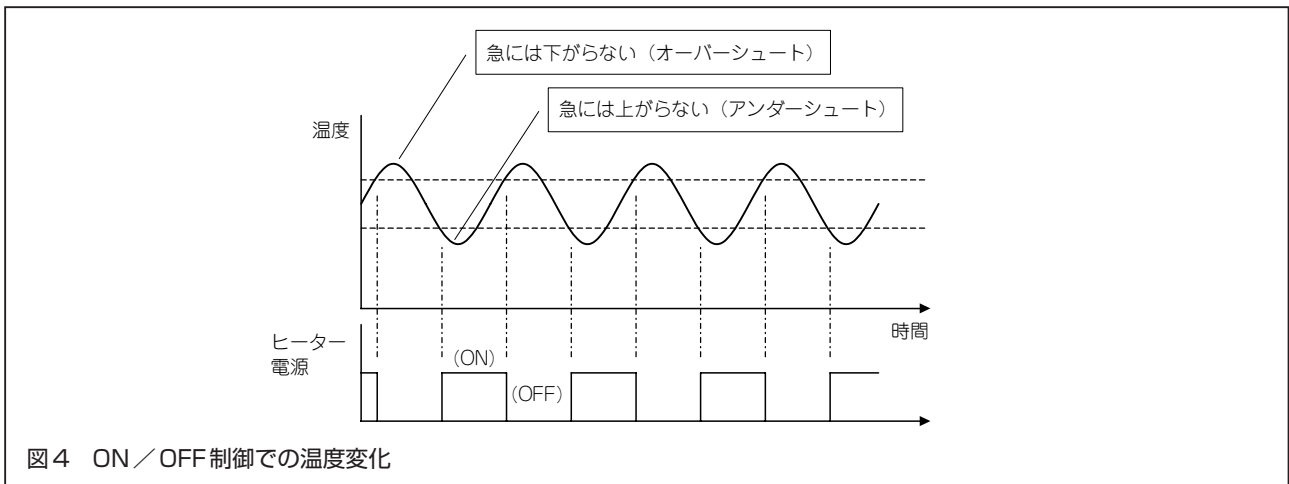 急には下がらない（オーバーシュート）
急には上がらない（アンダーシュート）
温度
時間
ヒーター
電源
（ON）
（OFF）
図4　ON／OFF制御での温度変化